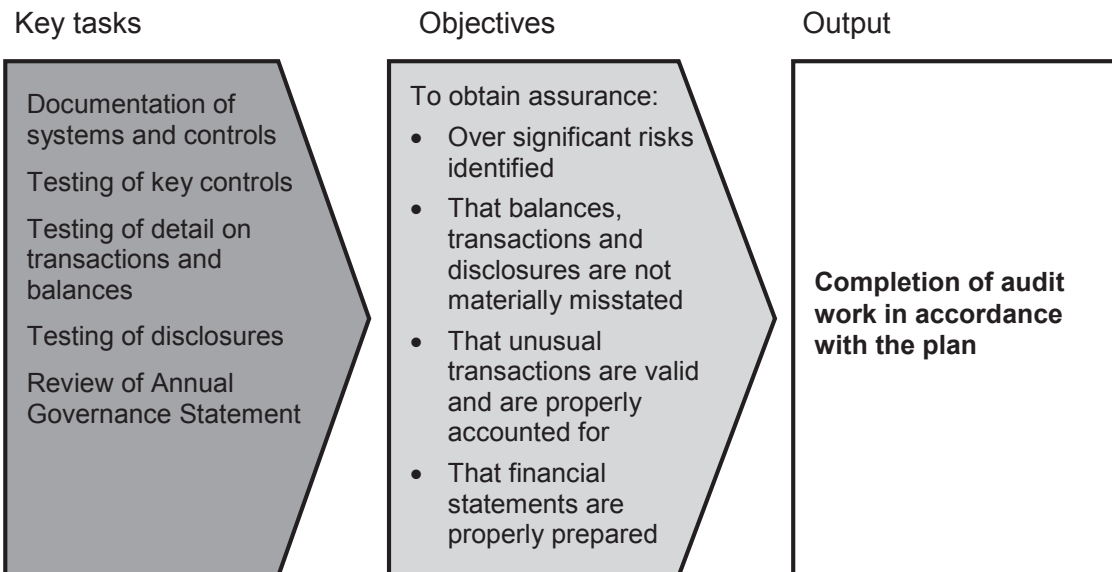 Key tasks
Objectives
Output
Documentation of
systems and controls
Testing of key controls
Testing of detail on
transactions and
balances
Testing of disclosures
Review of Annual
Governance Statement
To obtain assurance:
• Over significant risks
identified
• That balances,
transactions and
disclosures are not
materially misstated
• That unusual
transactions are valid
and are properly
accounted for
• That financial
statements are
properly prepared
Completion of audit
work in accordance
with the plan